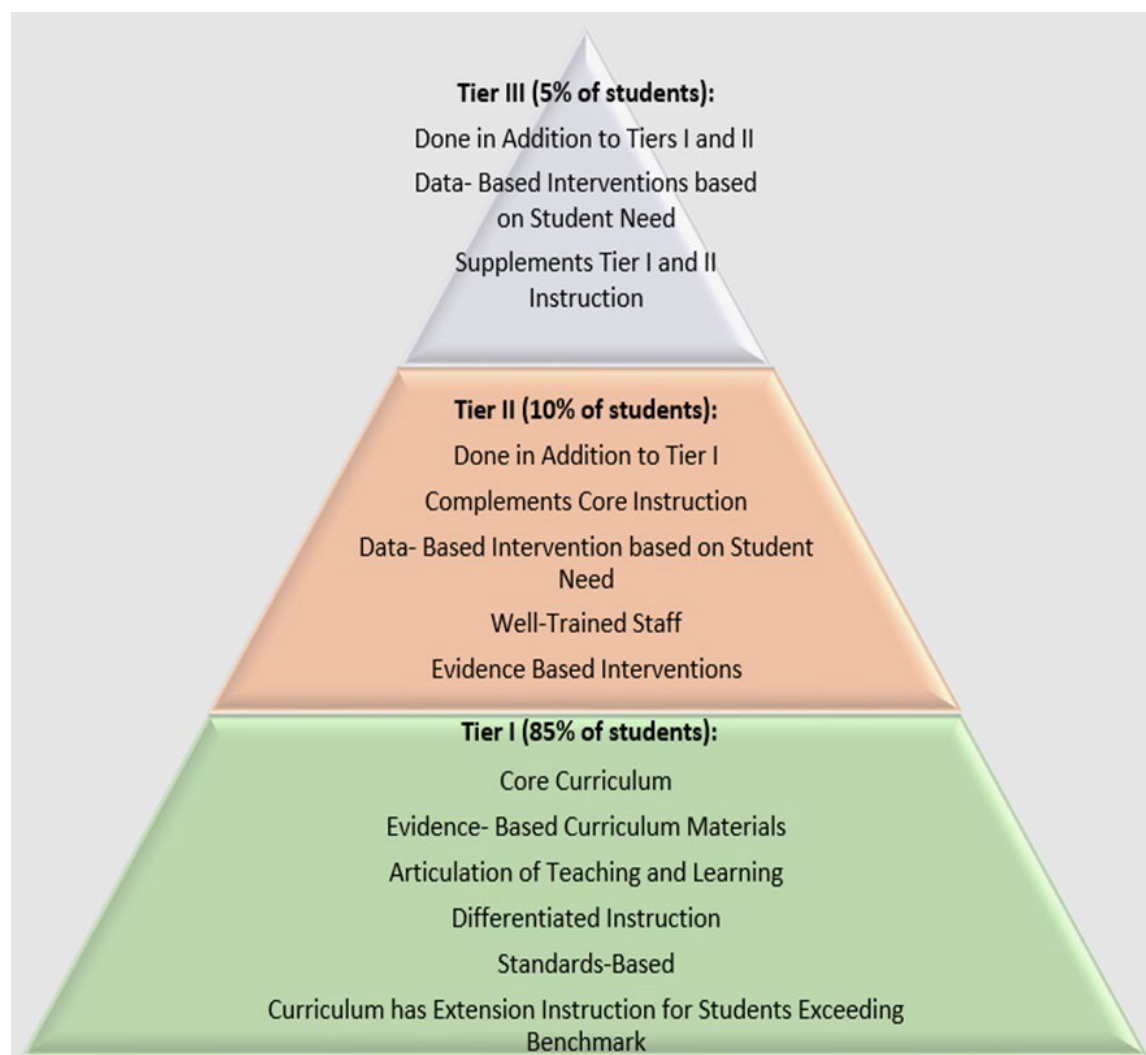 Tier III (5% of students):
Done in Addition to Tiers I and II
Data- Based Interventions based
on Student Need
Supplements Tier I and II
Instruction
Tier II (10% of students):
Done in Addition to Tier I
Complements Core Instruction
Data- Based Intervention based on Student
Need
Well-Trained Staff
Evidence Based Interventions
Tier I (85% of students):
Core Curriculum
Evidence- Based Curriculum Materials
Articulation of Teaching and Learning
Differentiated Instruction
Standards-Based
Curriculum has Extension Instruction for Students Exceeding
Benchmark